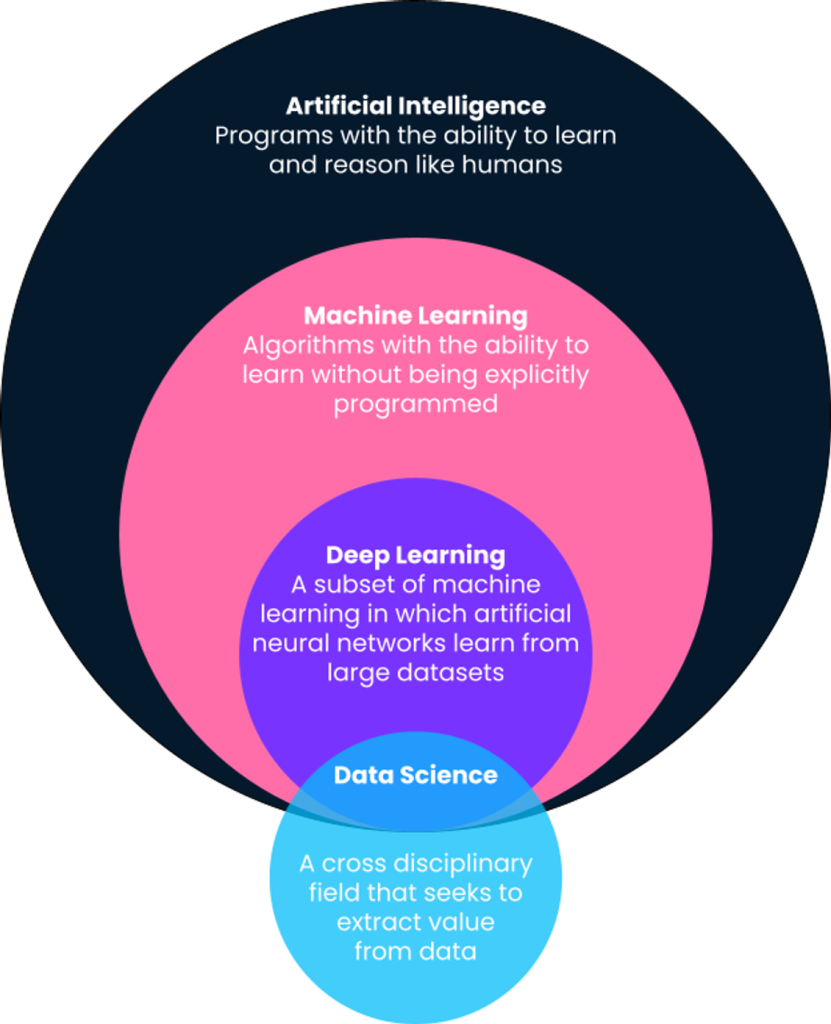 Artificial Intelligence
Programs with the ability to learn
and reason like humans
Machine Learning
Algorithms with the ability to
learn without being explicitly
programmed
Deep Learning
A subset of machine
learning in which artificial
neural networks learn from
large datasets
Data Science
A cross disciplinary
field that seeks to
extract value
from data